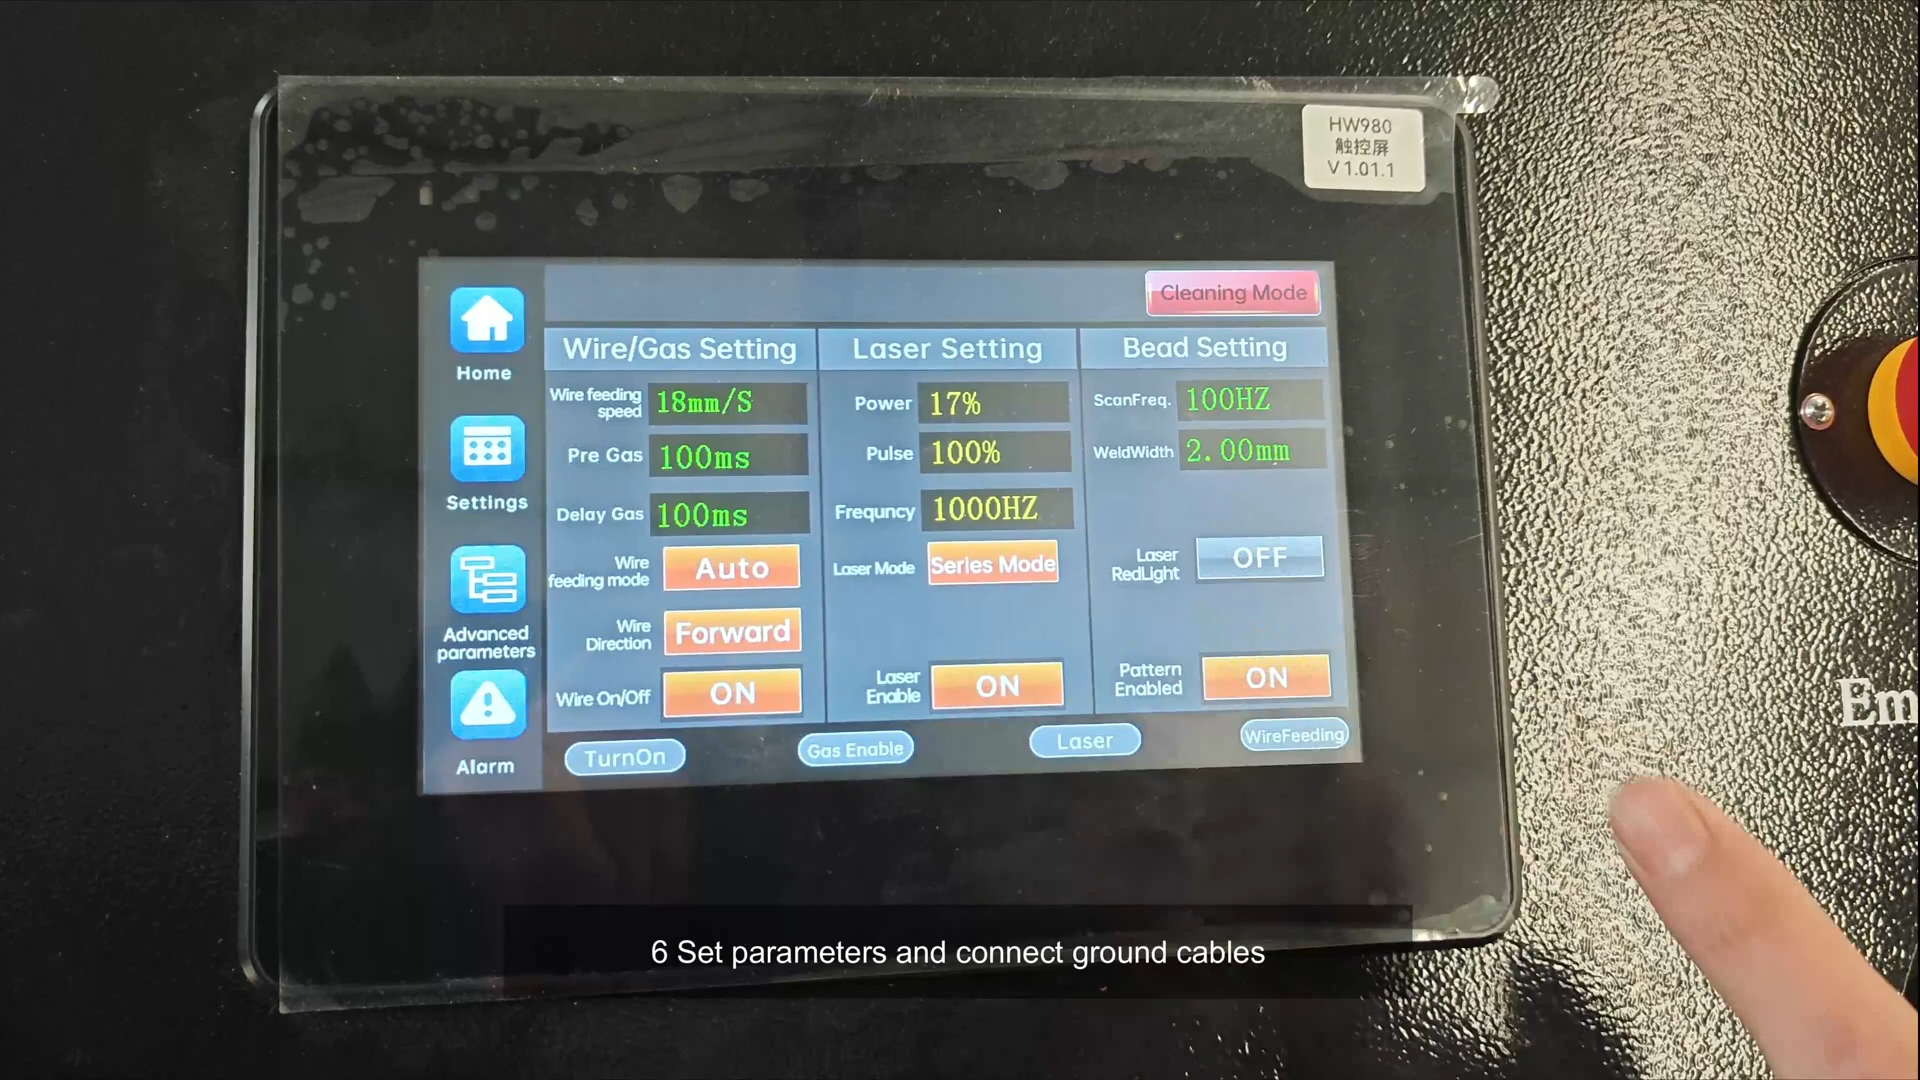 HW980
触控屏
V 1.01.1
Cleaning Mode
Home
Settings
Advanced
parameters
Alarm
Wire/Gas Setting
Wire feeding
speed
18mm/S
Pre Gas
100ms
Delay Gas
100ms
Wire
feeding mode
Auto
Wire
Direction
Forward
Wire On/Off
ON
Laser Setting
Power
17%
Pulse
100%
Frequncy
1000HZ
Laser Mode
Series Mode
Laser
Enable
ON
Bead Setting
ScanFreq.
100HZ
WeldWidth
2.00mm
Laser
RedLight
OFF
Pattern
Enabled
ON
TurnOn
Gas Enable
Laser
WireFeeding
Em
6 Set parameters and connect ground cables